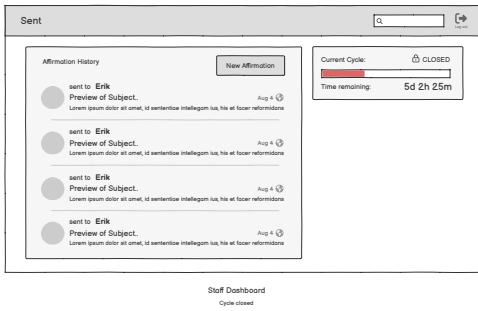 Sent
Log out
Affirmation History
New Affirmation
sent to Erik
Preview of Subject..
Aug 4
Lorem ipsum dolor sit amet, id sententiae intellegam ius, his et facer reformidans
sent to Erik
Preview of Subject..
Aug 4
Lorem ipsum dolor sit amet, id sententiae intellegam ius, his et facer reformidans
sent to Erik
Preview of Subject..
Aug 4
Lorem ipsum dolor sit amet, id sententiae intellegam ius, his et facer reformidans
sent to Erik
Preview of Subject..
Aug 4
Lorem ipsum dolor sit amet, id sententiae intellegam ius, his et facer reformidans
Current Cycle: CLOSED
Time remaining: 5d 2h 25m
Staff Dashboard
Cycle closed